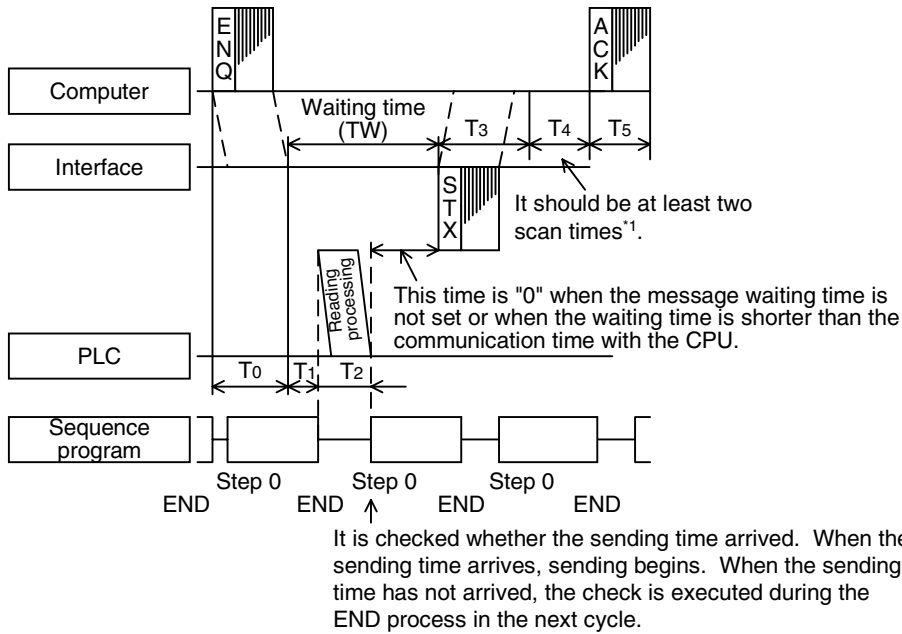 ENQ
ACK
Computer
Waiting time
(TW)
T3
T4
T5
Interface
STX
It should be at least two
scan times*1.
Reading
processing
This time is "0" when the message waiting time is
not set or when the waiting time is shorter than the
communication time with the CPU.
PLC
T0
T1
T2
Sequence
program
Step 0
Step 0
Step 0
END
END
END
END
It is checked whether the sending time arrived. When the
sending time arrives, sending begins. When the sending
time has not arrived, the check is executed during the
END process in the next cycle.